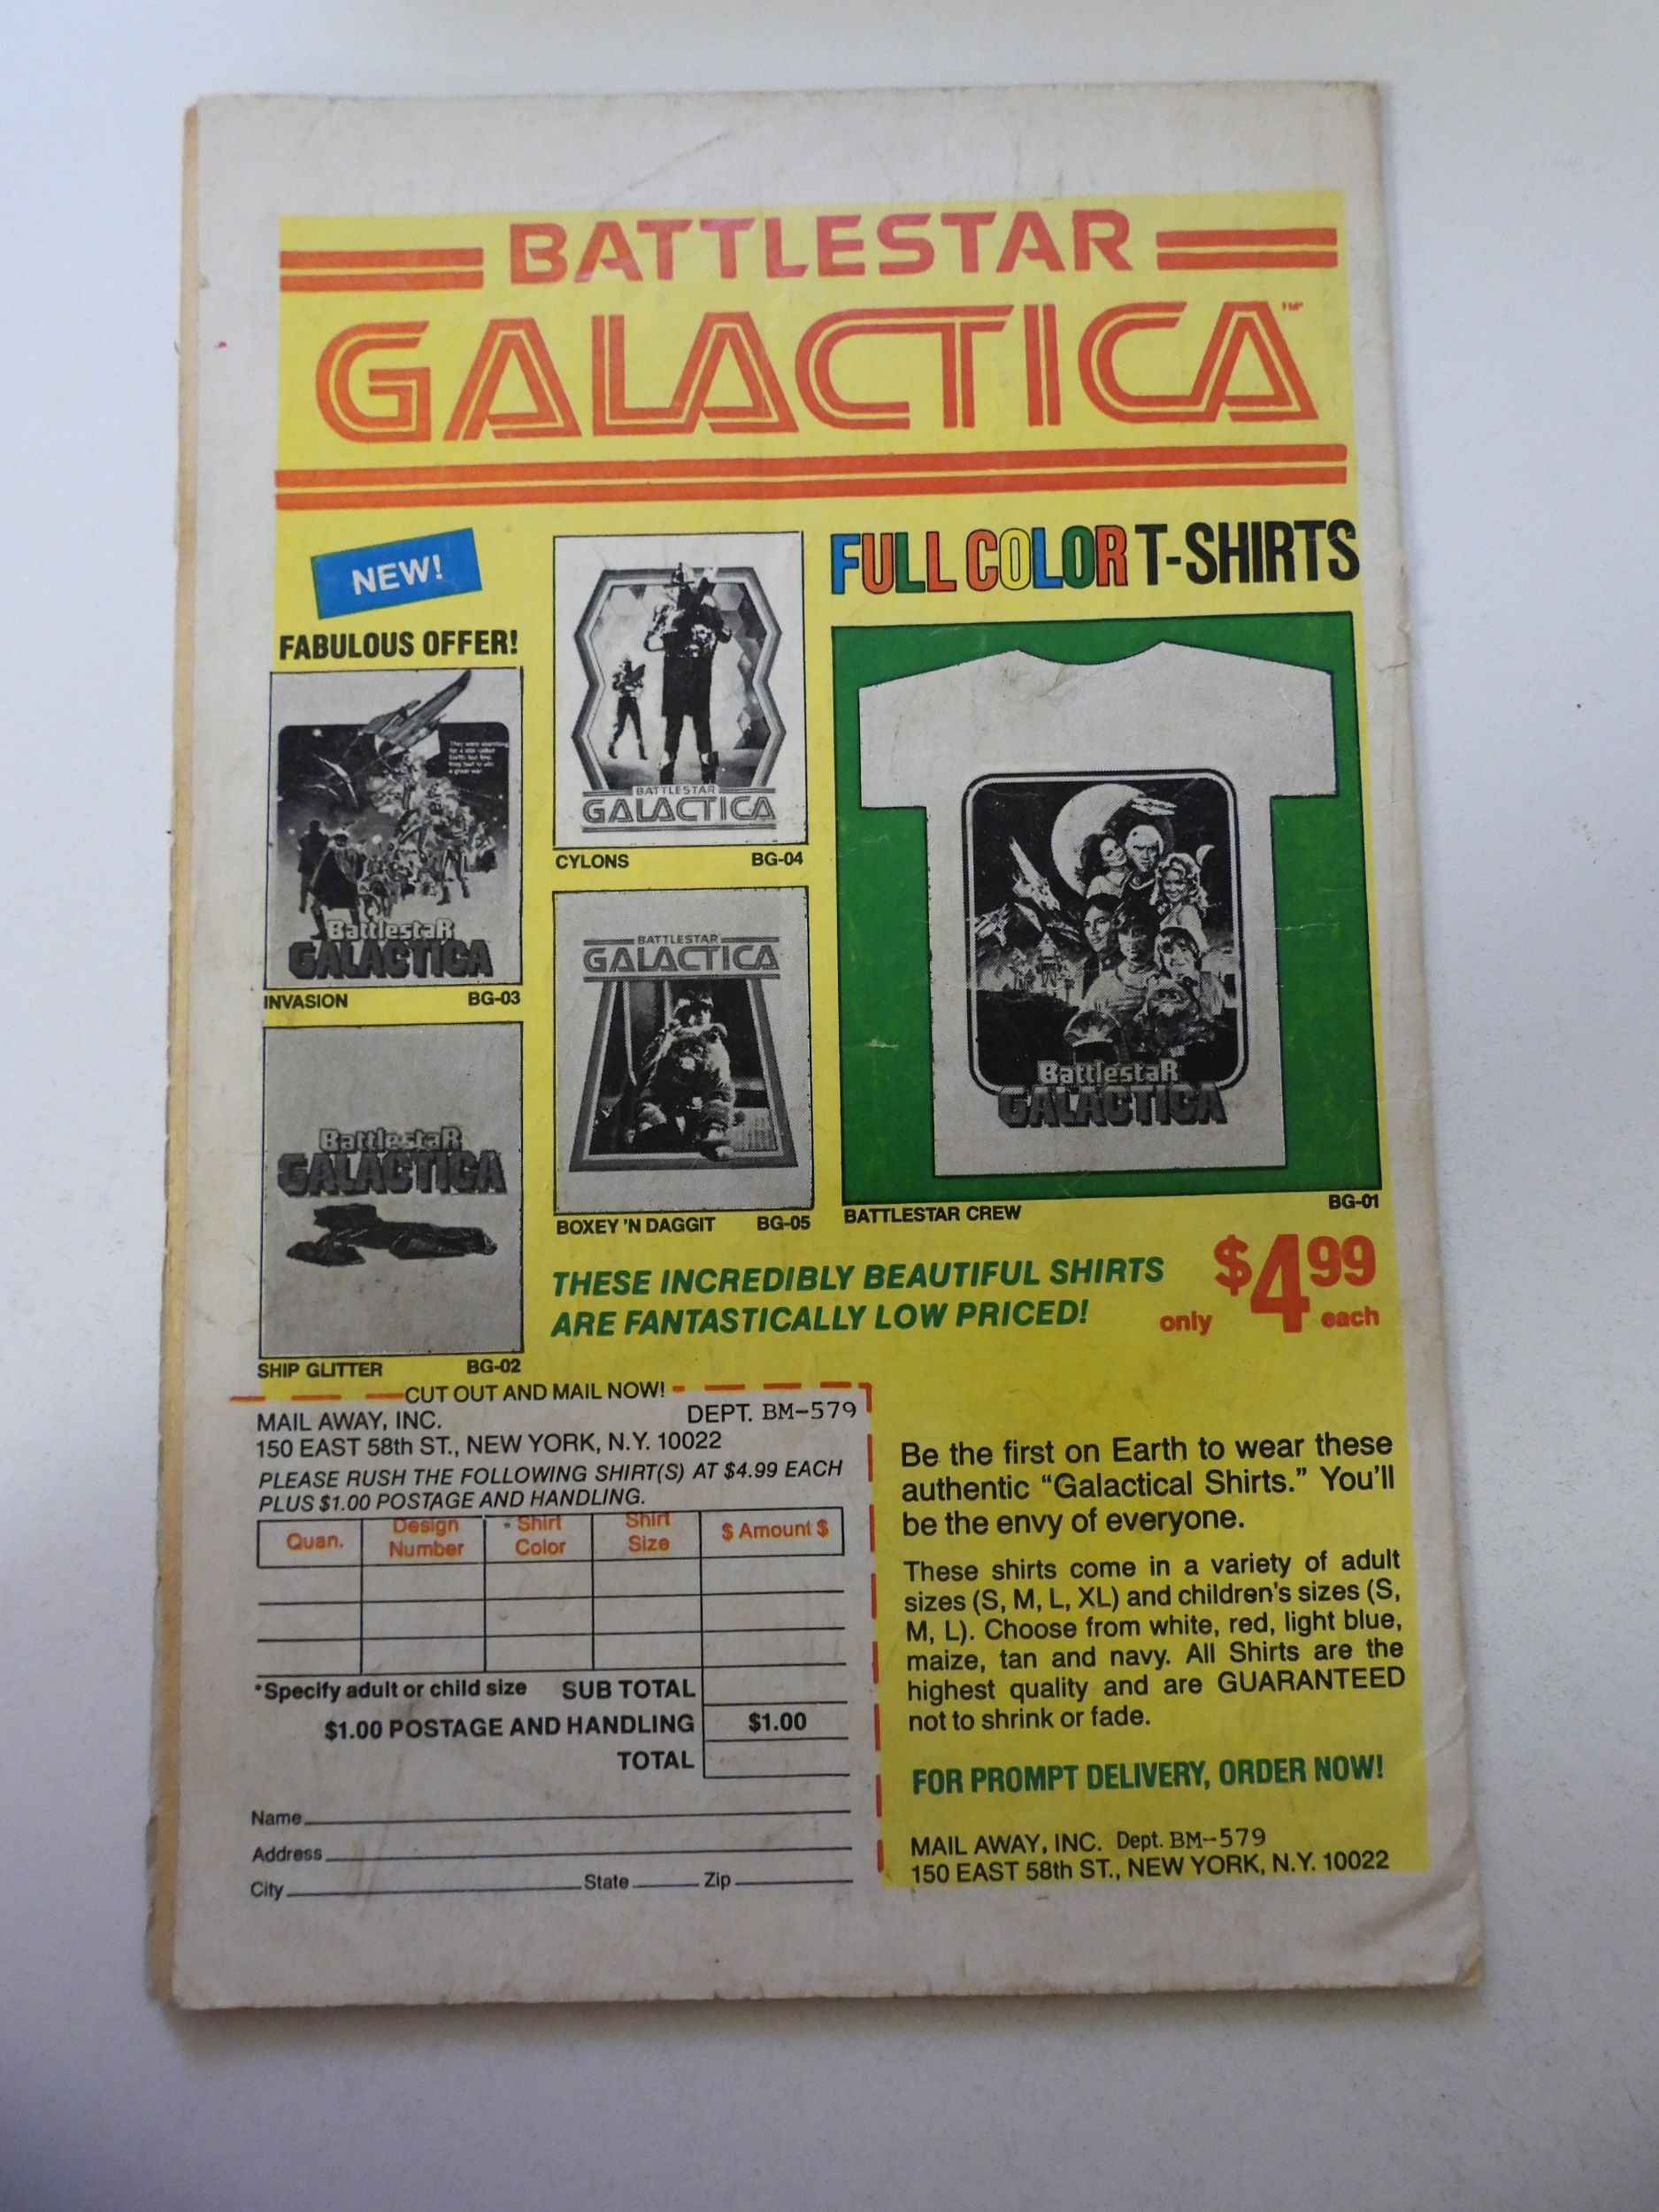 BATTLESTAR
GALACTICA™
NEW!
FABULOUS OFFER!
FULL COLOR T-SHIRTS
They were searching
for a star called
Battlestar
GALACTICA
INVASION BG-03
BATTLESTAR
GALACTICA
CYLONS BG-04
Battlestar
GALACTICA
SHIP GLITTER BG-02
BATTLESTAR
GALACTICA
BOXEY 'N DAGGIT BG-05
Battlestar
GALACTICA
BATTLESTAR CREW BG-01
THESE INCREDIBLY BEAUTIFUL SHIRTS
ARE FANTASTICALLY LOW PRICED!
only $4.99 each
CUT OUT AND MAIL NOW!
MAIL AWAY, INC. DEPT. BM-579
150 EAST 58th ST., NEW YORK, N.Y. 10022
PLEASE RUSH THE FOLLOWING SHIRT(S) AT $4.99 EACH
PLUS $1.00 POSTAGE AND HANDLING.
Quan. Design Number Shirt Color Shirt Size $ Amount $
*Specify adult or child size SUB TOTAL
$1.00 POSTAGE AND HANDLING $1.00
TOTAL
Name
Address
City State Zip
Be the first on Earth to wear these
authentic “Galactical Shirts.” You'll
be the envy of everyone.
These shirts come in a variety of adult
sizes (S, M, L, XL) and children's sizes (S,
M, L). Choose from white, red, light blue,
maize, tan and navy. All Shirts are the
highest quality and are GUARANTEED
not to shrink or fade.
FOR PROMPT DELIVERY, ORDER NOW!
MAIL AWAY, INC. Dept. BM-579
150 EAST 58th ST., NEW YORK, N.Y. 10022